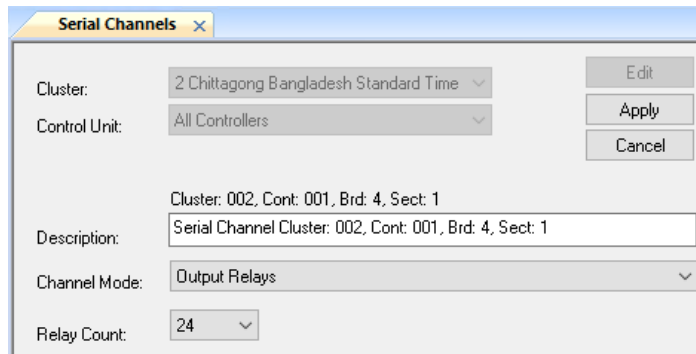 Serial Channels
Cluster: 2 Chittagong Bangladesh Standard Time Edit
Control Unit: All Controllers Apply
Cancel
Cluster: 002, Cont: 001, Brd: 4, Sect: 1
Description: Serial Channel Cluster: 002, Cont: 001, Brd: 4, Sect: 1
Channel Mode: Output Relays
Relay Count: 24